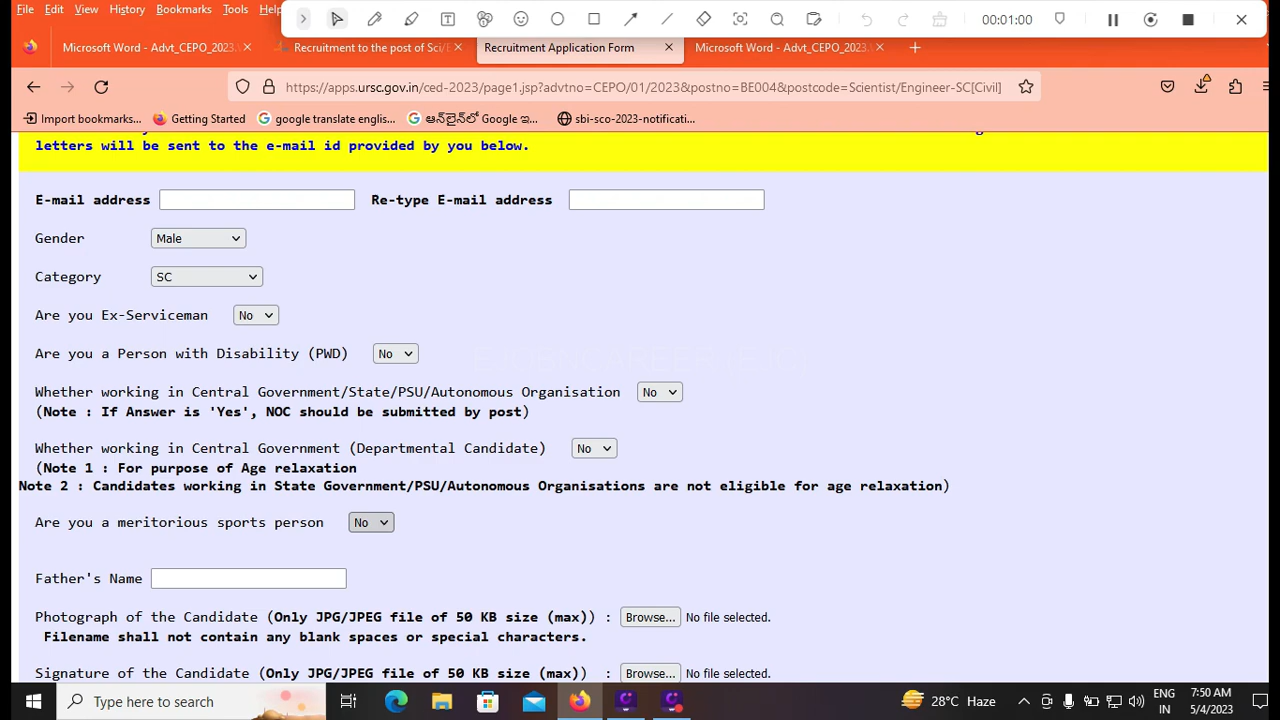 File Edit View History Bookmarks Tools Help
00:01:00
Microsoft Word - Advt_CEPO_2023.
Recruitment to the post of Sci/E
Recruitment Application Form
Microsoft Word - Advt_CEPO_2023.
https://apps.ursc.gov.in/ced-2023/page1.jsp?advtno=CEPO/01/2023&postno=BE004&postcode=Scientist/Engineer-SC[Civil]
Import bookmarks...
Getting Started
google translate englis...
ఆన్‌లైన్‌లో Google ఇ...
sbi-sco-2023-notificati...
letters will be sent to the e-mail id provided by you below.
E-mail address Re-type E-mail address
Gender Male
Category SC
Are you Ex-Serviceman No
Are you a Person with Disability (PWD) No
Whether working in Central Government/State/PSU/Autonomous Organisation No
(Note : If Answer is 'Yes', NOC should be submitted by post)
Whether working in Central Government (Departmental Candidate) No
(Note 1 : For purpose of Age relaxation
Note 2 : Candidates working in State Government/PSU/Autonomous Organisations are not eligible for age relaxation)
Are you a meritorious sports person No
Father's Name
Photograph of the Candidate (Only JPG/JPEG file of 50 KB size (max)) : Browse... No file selected.
Filename shall not contain any blank spaces or special characters.
Signature of the Candidate (Only JPG/JPEG file of 50 KB size (max)) : Browse... No file selected.
Type here to search
28°C Haze
ENG
IN
7:50 AM
5/4/2023